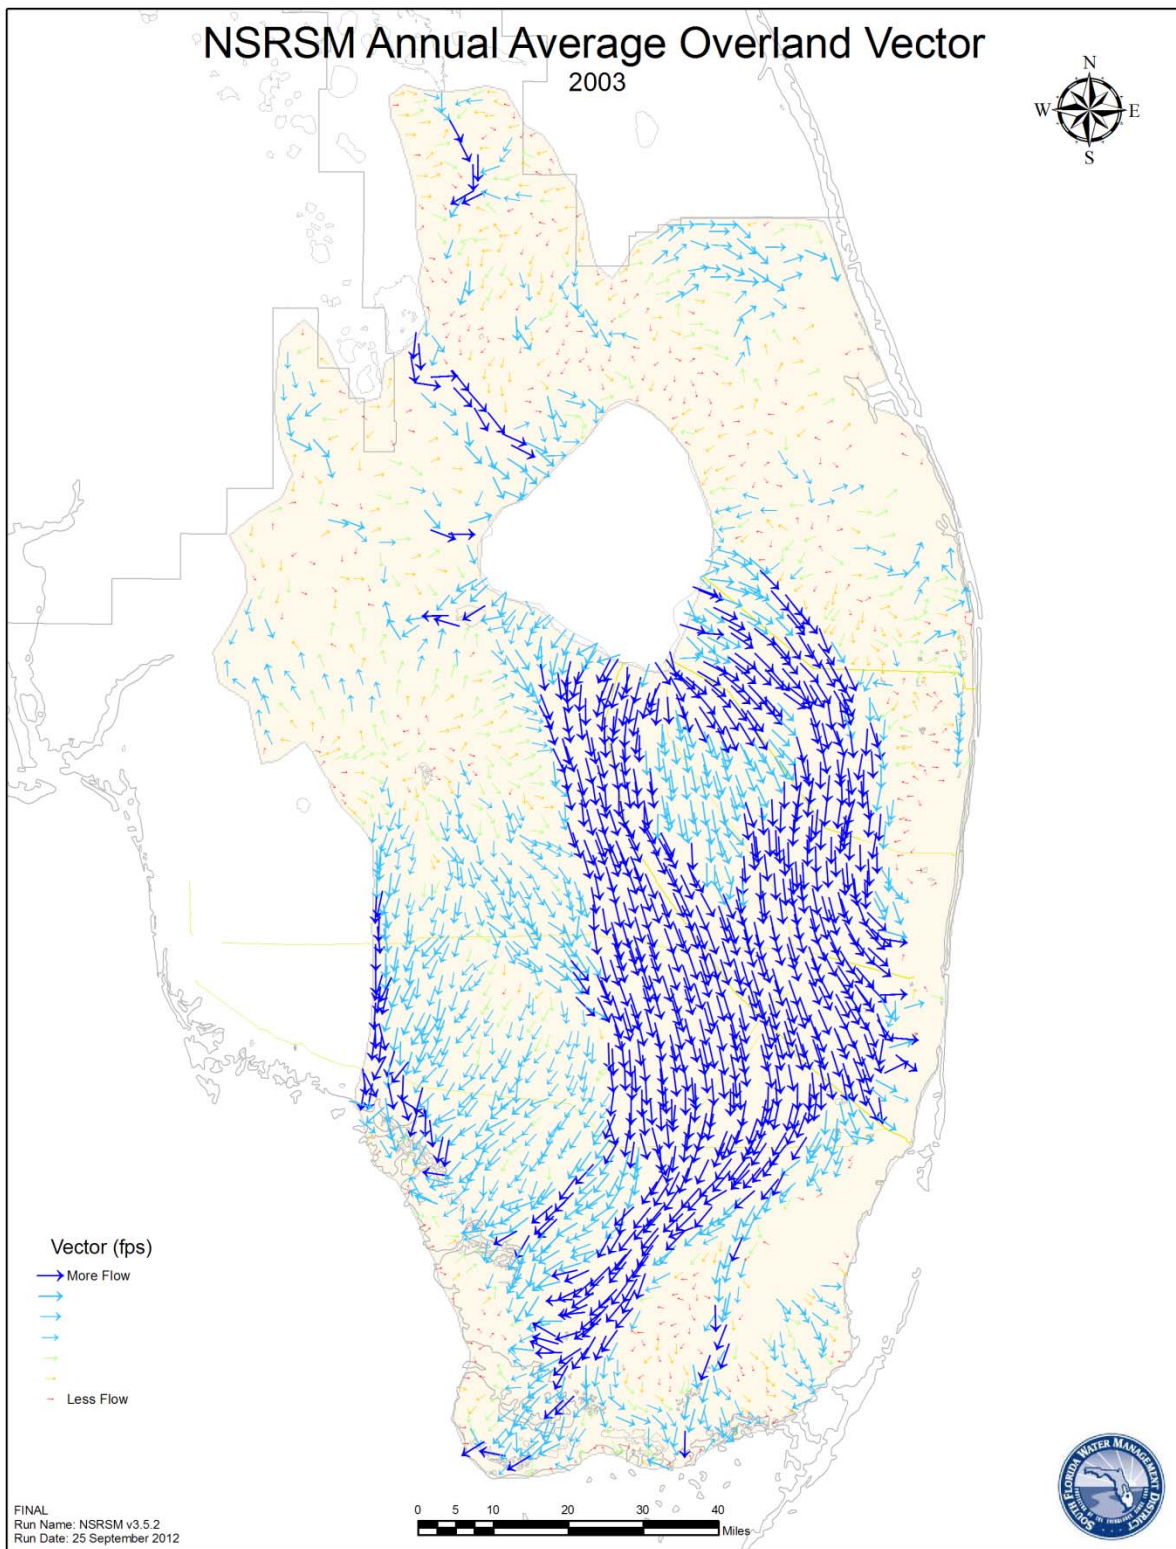 NSRSM Annual Average Overland Vector
2003
N
W E
S
Vector (fps)
More Flow
Less Flow
FINAL
Run Name: NSRSM v3.5.2
Run Date: 25 September 2012
0 5 10 20 30 40
Miles
SOUTH FLORIDA WATER MANAGEMENT DISTRICT